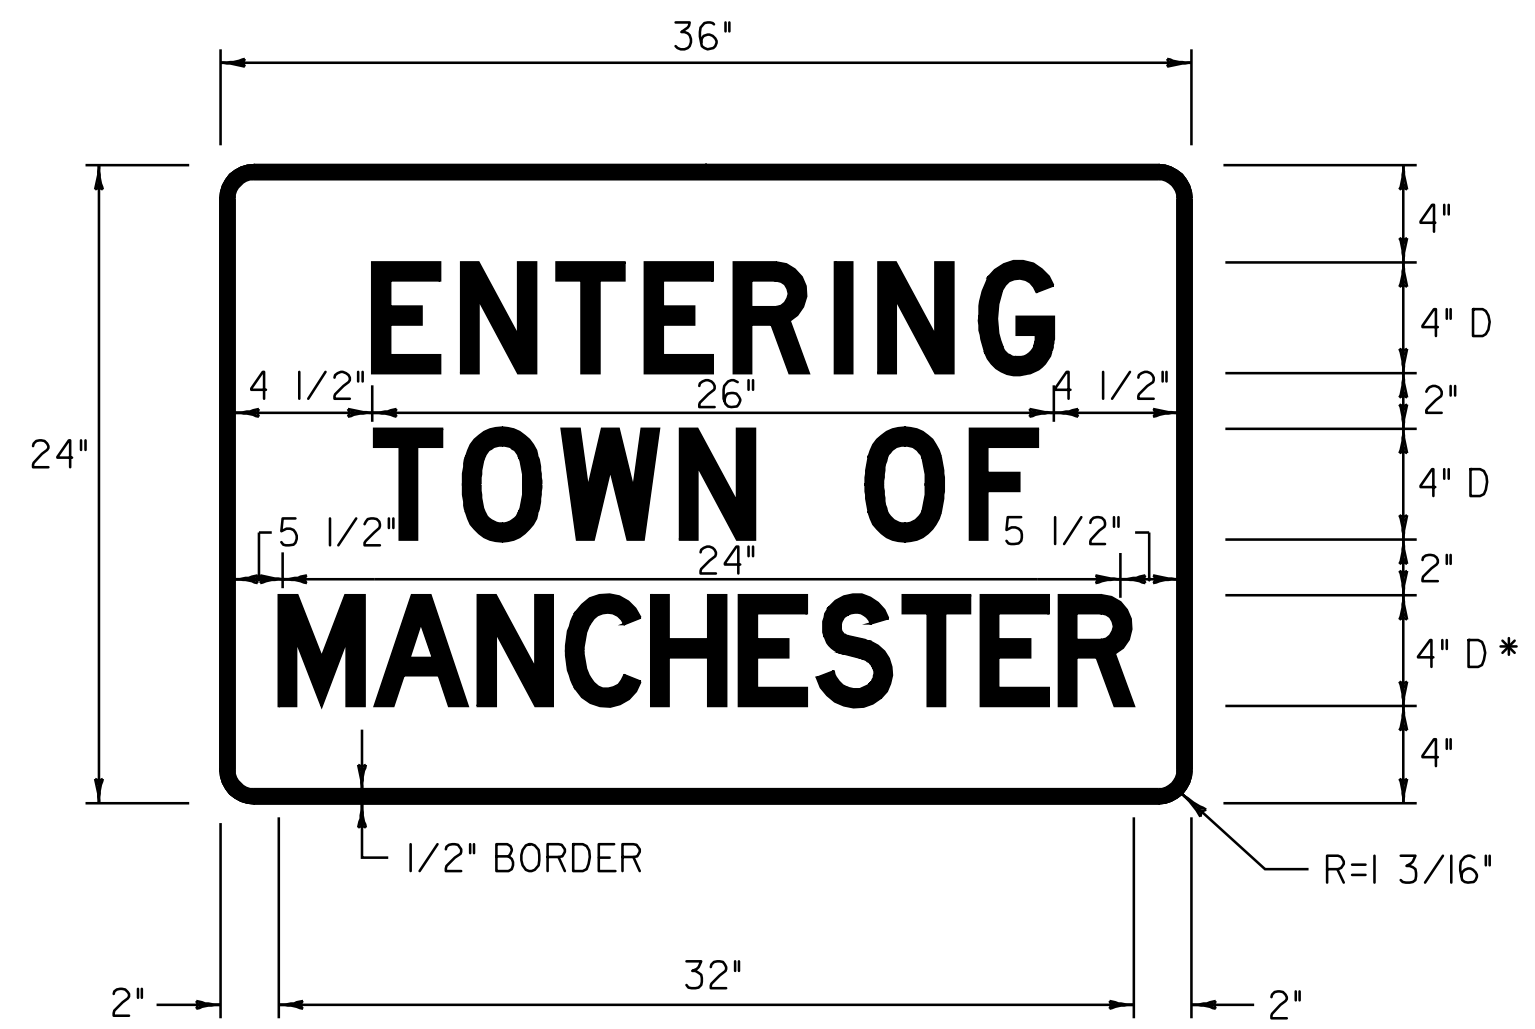 36"
4"
ENTERING
4" D
4 1/2" 26" 4 1/2"
2"
24"
TOWN OF
4" D
5 1/2" 24" 5 1/2"
2"
MANCHESTER
4" D *
4"
1/2" BORDER
R=1 3/16"
2" 32" 2"